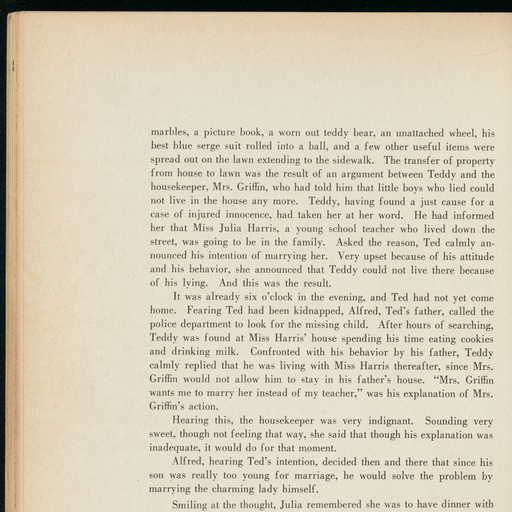 marbles, a picture book, a worn out teddy bear, an unattached wheel, his
best blue serge suit rolled into a ball, and a few other useful items were
spread out on the lawn extending to the sidewalk. The transfer of property
from house to lawn was the result of an argument between Teddy and the
housekeeper, Mrs. Griffin, who had told him that little boys who lied could
not live in the house any more. Teddy, having found a just cause for a
case of injured innocence, had taken her at her word. He had informed
her that Miss Julia Harris, a young school teacher who lived down the
street, was going to be in the family. Asked the reason, Ted calmly an-
nounced his intention of marrying her. Very upset because of his attitude
and his behavior, she announced that Teddy could not live there because
of his lying. And this was the result.
It was already six o'clock in the evening, and Ted had not yet come
home. Fearing Ted had been kidnapped, Alfred, Ted's father, called the
police department to look for the missing child. After hours of searching,
Teddy was found at Miss Harris' house spending his time eating cookies
and drinking milk. Confronted with his behavior by his father, Teddy
calmly replied that he was living with Miss Harris thereafter, since Mrs.
Griffin would not allow him to stay in his father's house. "Mrs. Griffin
wants me to marry her instead of my teacher," was his explanation of Mrs.
Griffin's action.
Hearing this, the housekeeper was very indignant. Sounding very
sweet, though not feeling that way, she said that though his explanation was
inadequate, it would do for that moment.
Alfred, hearing Ted's intention, decided then and there that since his
son was really too young for marriage, he would solve the problem by
marrying the charming lady himself.
Smiling at the thought, Julia remembered she was to have dinner with